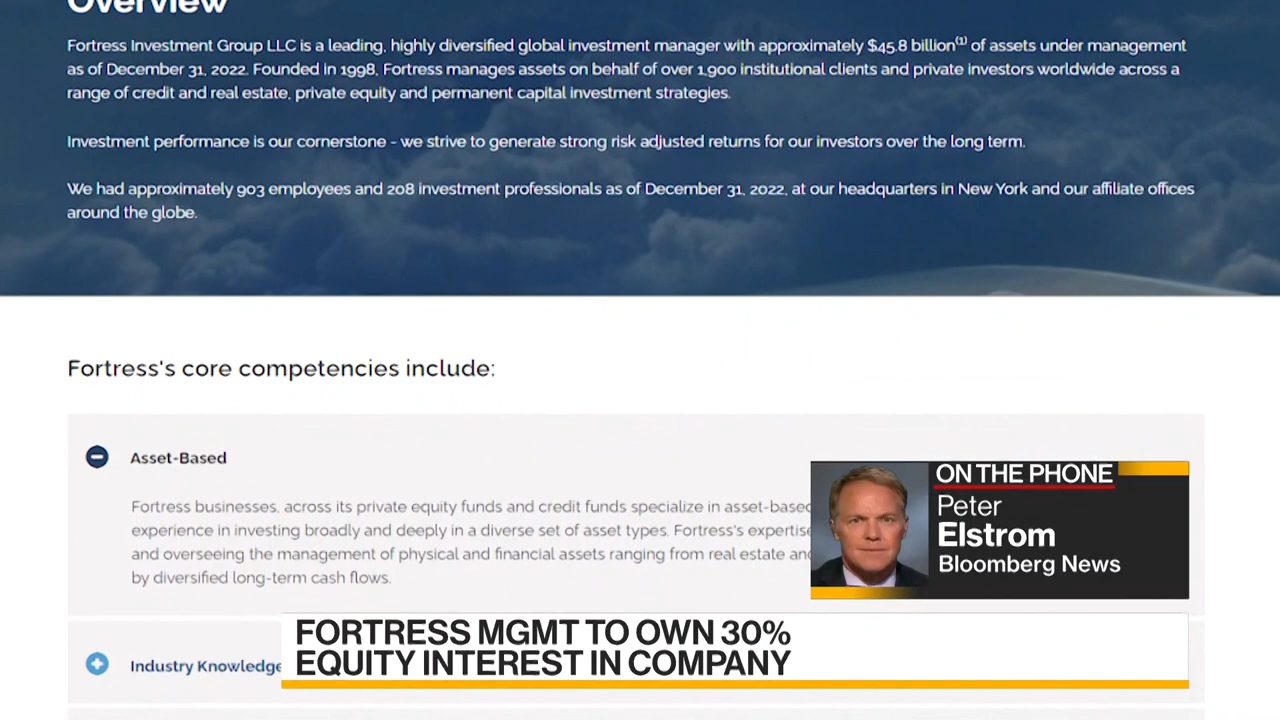 Overview
Fortress Investment Group LLC is a leading, highly diversified global investment manager with approximately $45.8 billion(1) of assets under management
as of December 31, 2022. Founded in 1998, Fortress manages assets on behalf of over 1,900 institutional clients and private investors worldwide across a
range of credit and real estate, private equity and permanent capital investment strategies.
Investment performance is our cornerstone - we strive to generate strong risk adjusted returns for our investors over the long term.
We had approximately 903 employees and 208 investment professionals as of December 31, 2022, at our headquarters in New York and our affiliate offices
around the globe.
Fortress's core competencies include:
Asset-Based
Fortress businesses, across its private equity funds and credit funds specialize in asset-based
experience in investing broadly and deeply in a diverse set of asset types. Fortress's expertise
and overseeing the management of physical and financial assets ranging from real estate and
by diversified long-term cash flows.
Industry Knowledge
ON THE PHONE
Peter
Elstrom
Bloomberg News
FORTRESS MGMT TO OWN 30%
EQUITY INTEREST IN COMPANY